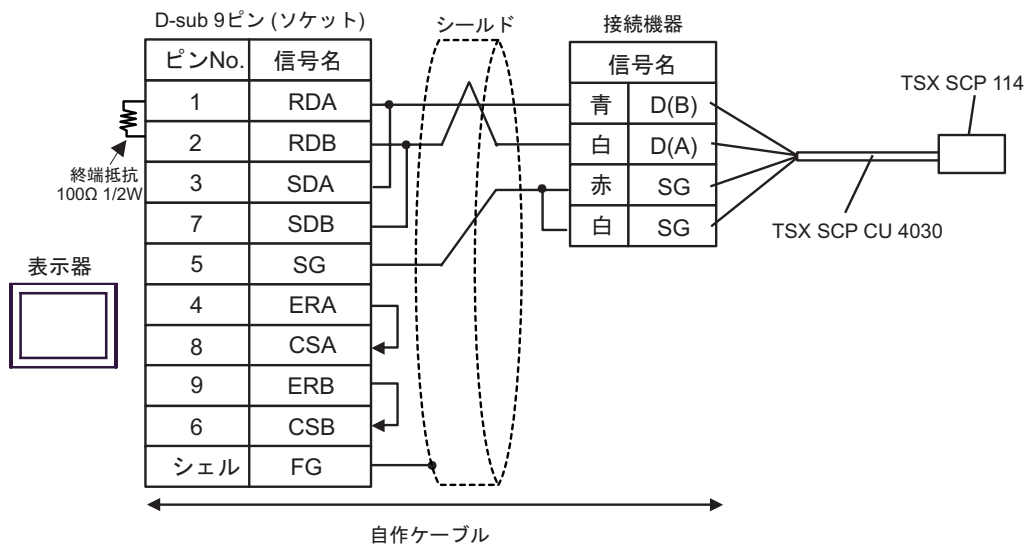 D-sub 9ピン (ソケット)
シールド
接続機器
ピンNo. 信号名
1 RDA
2 RDB
3 SDA
7 SDB
5 SG
4 ERA
8 CSA
9 ERB
6 CSB
シェル FG
終端抵抗
100Ω 1/2W
表示器
信号名
青 D(B)
白 D(A)
赤 SG
白 SG
TSX SCP 114
TSX SCP CU 4030
自作ケーブル